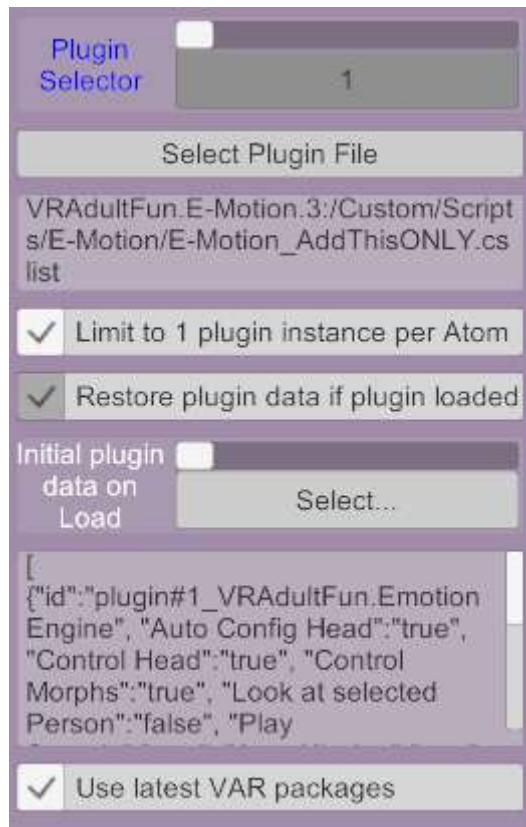 Plugin
Selector
1
Select Plugin File
VRAdultFun.E-Motion.3:/Custom/Script
s/E-Motion/E-Motion_AddThisONLY.cs
list
Limit to 1 plugin instance per Atom
Restore plugin data if plugin loaded
Initial plugin
data on
Load
Select...
[
{"id":"plugin#1_VRAdultFun.Emotion
Engine", "Auto Config Head":"true",
"Control Head":"true", "Control
Morphs":"true", "Look at selected
Person":"false", "Play
Use latest VAR packages